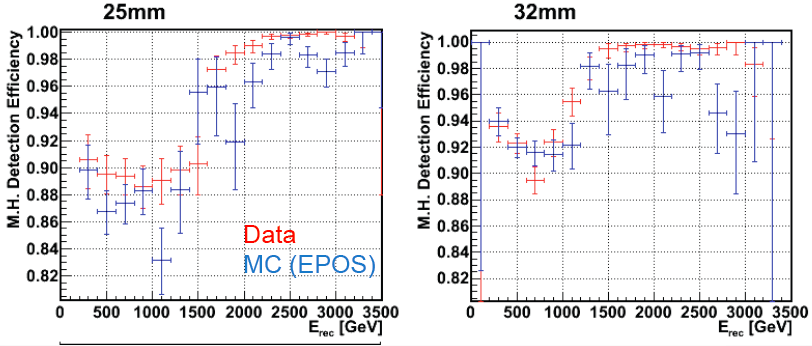 25mm
M.H. Detection Efficiency
1.00
0.98
0.96
0.94
0.92
0.90
0.88
0.86
0.84
0.82
Data
MC (EPOS)
0 500 1000 1500 2000 2500 3000 3500
E_rec [GeV]
32mm
M.H. Detection Efficiency
1.00
0.98
0.96
0.94
0.92
0.90
0.88
0.86
0.84
0.82
0 500 1000 1500 2000 2500 3000 3500
E_rec [GeV]